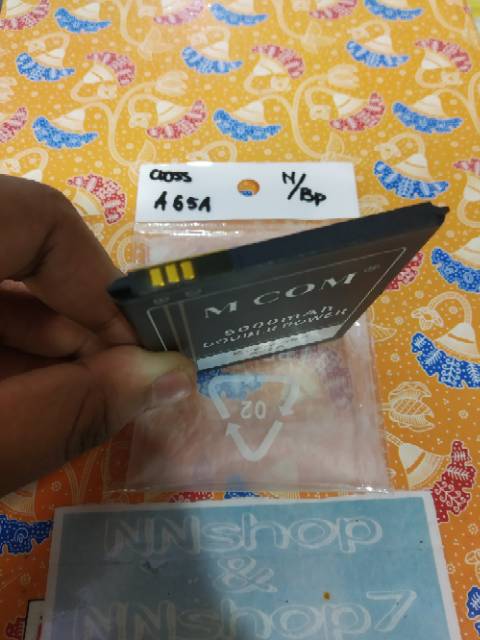 CROSS
A65A
N/Bp
M COM®
5000mAh
DOUBLE POWER
02
NNshop
&
NNshop7